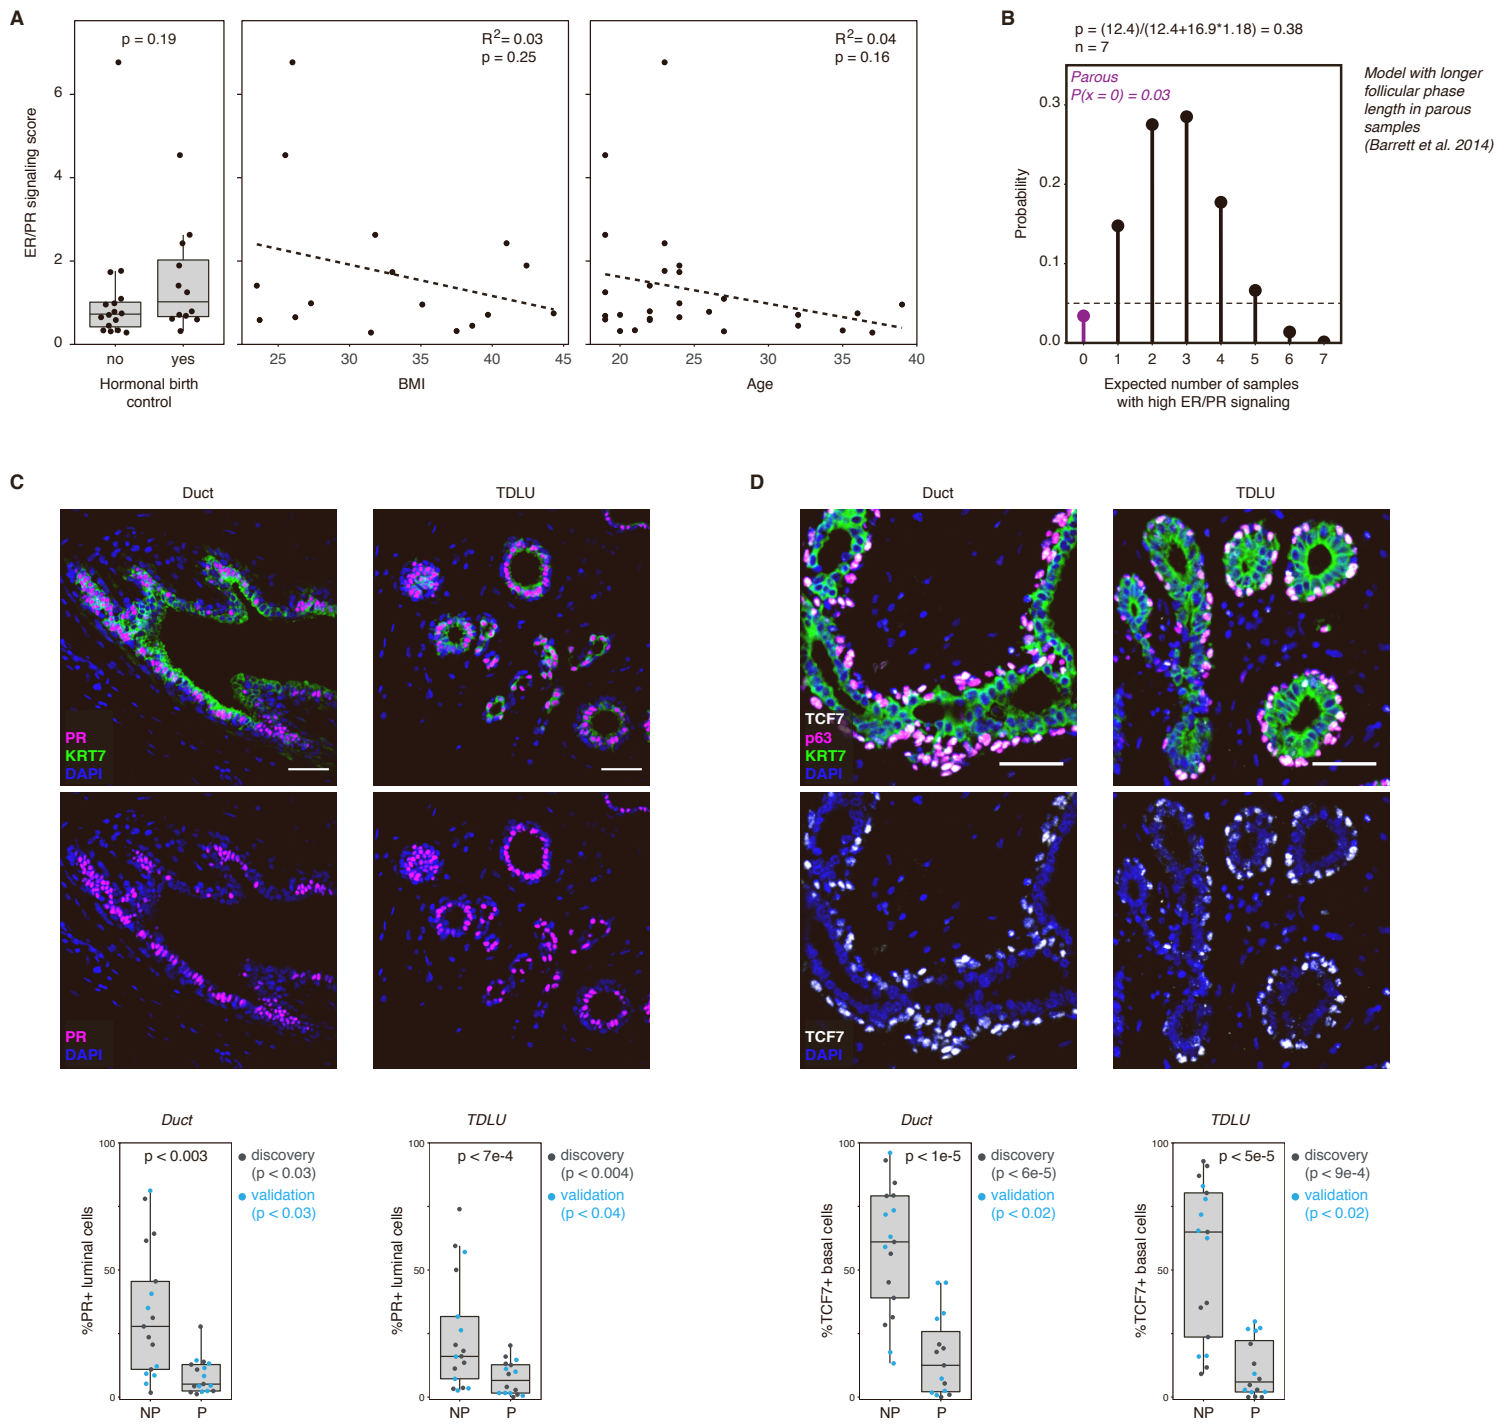 A
p = 0.19
R2= 0.03
p = 0.25
R2= 0.04
p = 0.16
ER/PR signaling score
6
4
2
0
no
yes
25
30
35
40
45
20
25
30
35
40
Hormonal birth
control
BMI
Age
B
p = (12.4)/(12.4+16.9*1.18) = 0.38
n = 7
Parous
P(x = 0) = 0.03
Model with longer
follicular phase
length in parous
samples
(Barrett et al. 2014)
Probability
0.3
0.2
0.1
0.0
0
1
2
3
4
5
6
7
Expected number of samples
with high ER/PR signaling
C
Duct
TDLU
PR
KRT7
DAPI
PR
DAPI
Duct
%PR+ luminal cells
100
50
0
p < 0.003
NP
P
discovery
(p < 0.03)
validation
(p < 0.03)
TDLU
%PR+ luminal cells
100
50
0
p < 7e-4
NP
P
discovery
(p < 0.004)
validation
(p < 0.04)
D
Duct
TDLU
TCF7
p63
KRT7
DAPI
TCF7
DAPI
Duct
%TCF7+ basal cells
100
50
0
p < 1e-5
NP
P
discovery
(p < 6e-5)
validation
(p < 0.02)
TDLU
%TCF7+ basal cells
100
50
0
p < 5e-5
NP
P
discovery
(p < 9e-4)
validation
(p < 0.02)